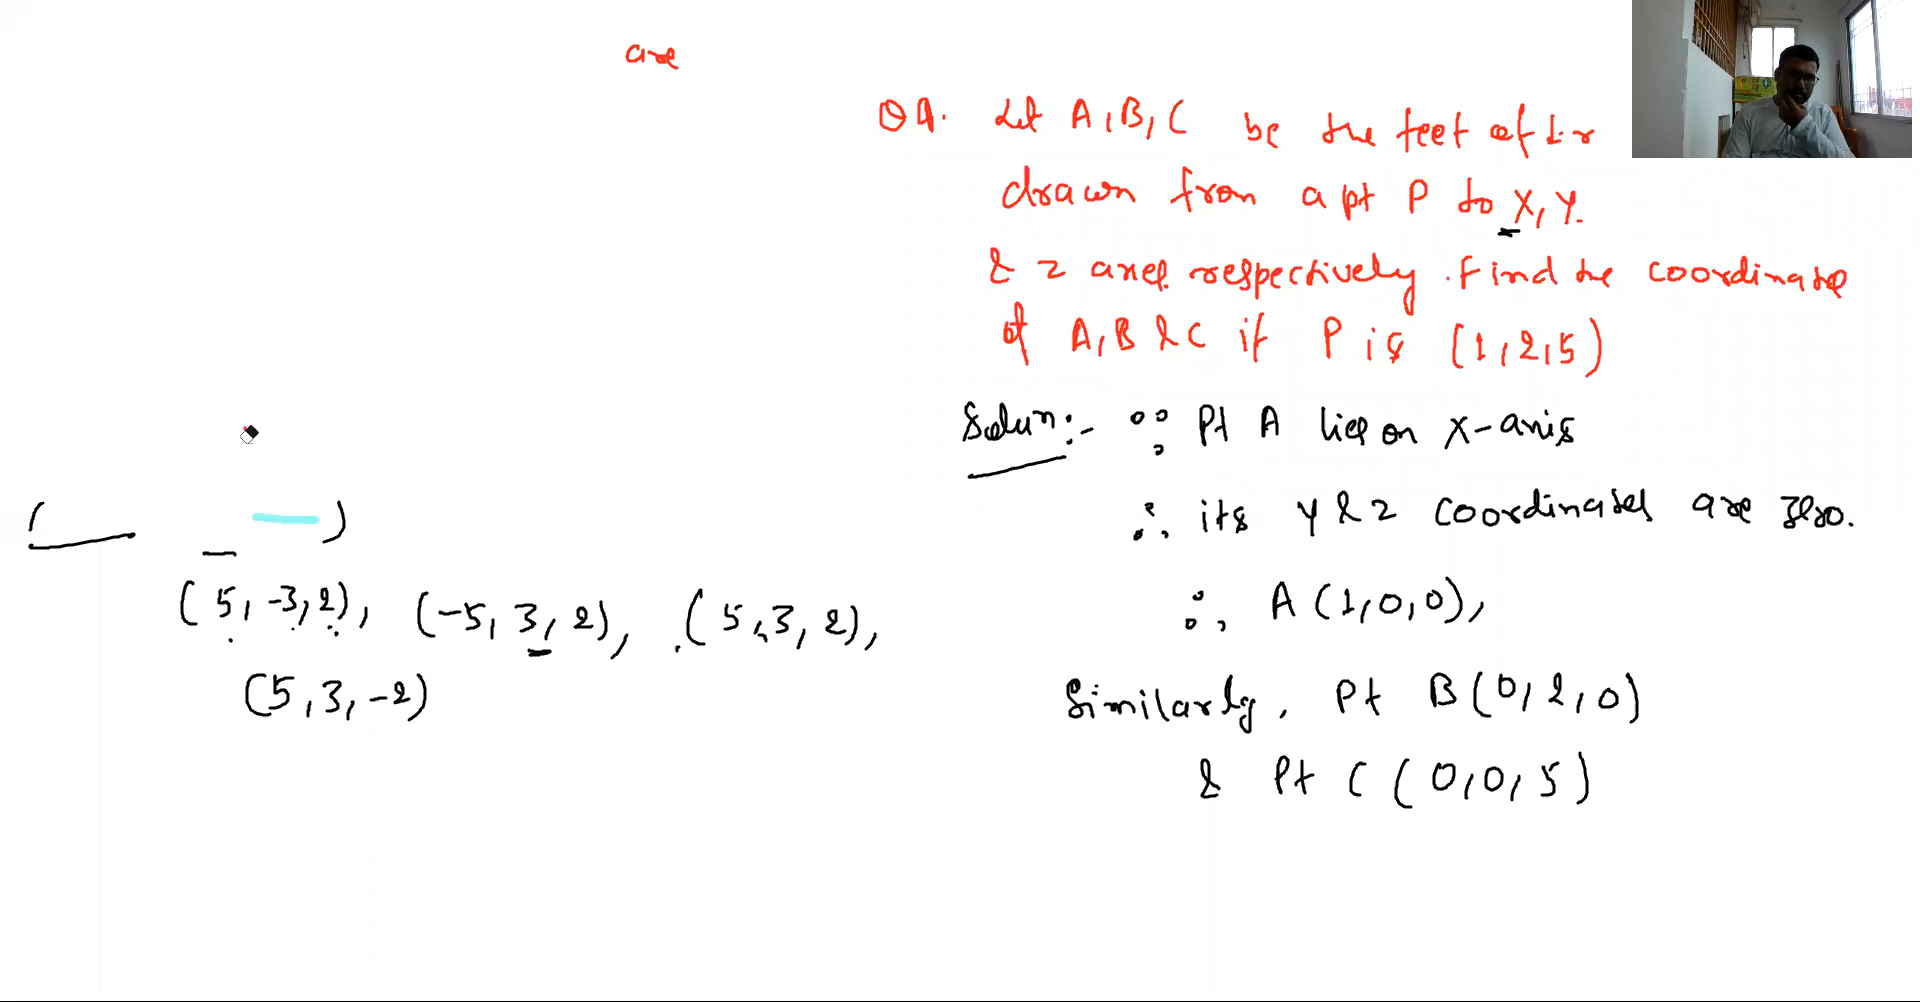 are
( )
(5, -3, 2), (-5, 3, 2), (5, 3, 2),
(5, 3, -2)
Q4. Let A, B, C be the feet of ⊥r
drawn from a pt P to X, Y.
& Z axes respectively. Find the coordinates
of A, B & C if P is (1, 2, 5)
Solun:- ∵ Pt A lies on X-axis
∴ its Y & Z coordinates are zero.
∴ A(1, 0, 0),
Similarly, Pt B(0, 2, 0)
& Pt C (0, 0, 5)